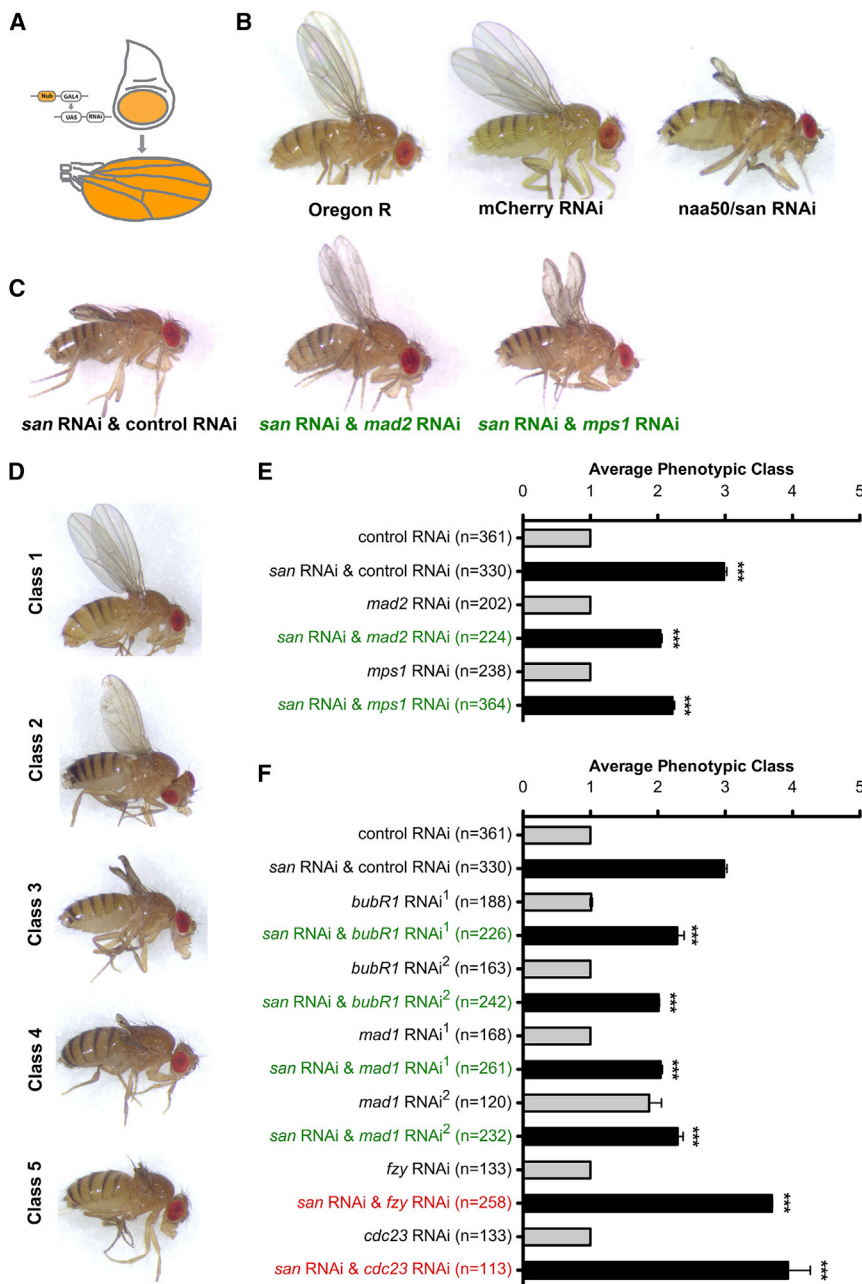 A
Nub GAL4
UAS RNAi
B
Oregon R
mCherry RNAi
naa50/san RNAi
C
san RNAi & control RNAi
san RNAi & mad2 RNAi
san RNAi & mps1 RNAi
D
Class 1
Class 2
Class 3
Class 4
Class 5
E
Average Phenotypic Class
0 1 2 3 4 5
control RNAi (n=361)
san RNAi & control RNAi (n=330) ***
mad2 RNAi (n=202)
san RNAi & mad2 RNAi (n=224) ***
mps1 RNAi (n=238)
san RNAi & mps1 RNAi (n=364) ***
F
Average Phenotypic Class
0 1 2 3 4 5
control RNAi (n=361)
san RNAi & control RNAi (n=330)
bubR1 RNAi¹ (n=188)
san RNAi & bubR1 RNAi¹ (n=226) ***
bubR1 RNAi² (n=163)
san RNAi & bubR1 RNAi² (n=242) ***
mad1 RNAi¹ (n=168)
san RNAi & mad1 RNAi¹ (n=261) ***
mad1 RNAi² (n=120)
san RNAi & mad1 RNAi² (n=232) ***
fzy RNAi (n=133)
san RNAi & fzy RNAi (n=258) ***
cdc23 RNAi (n=133)
san RNAi & cdc23 RNAi (n=113) ***